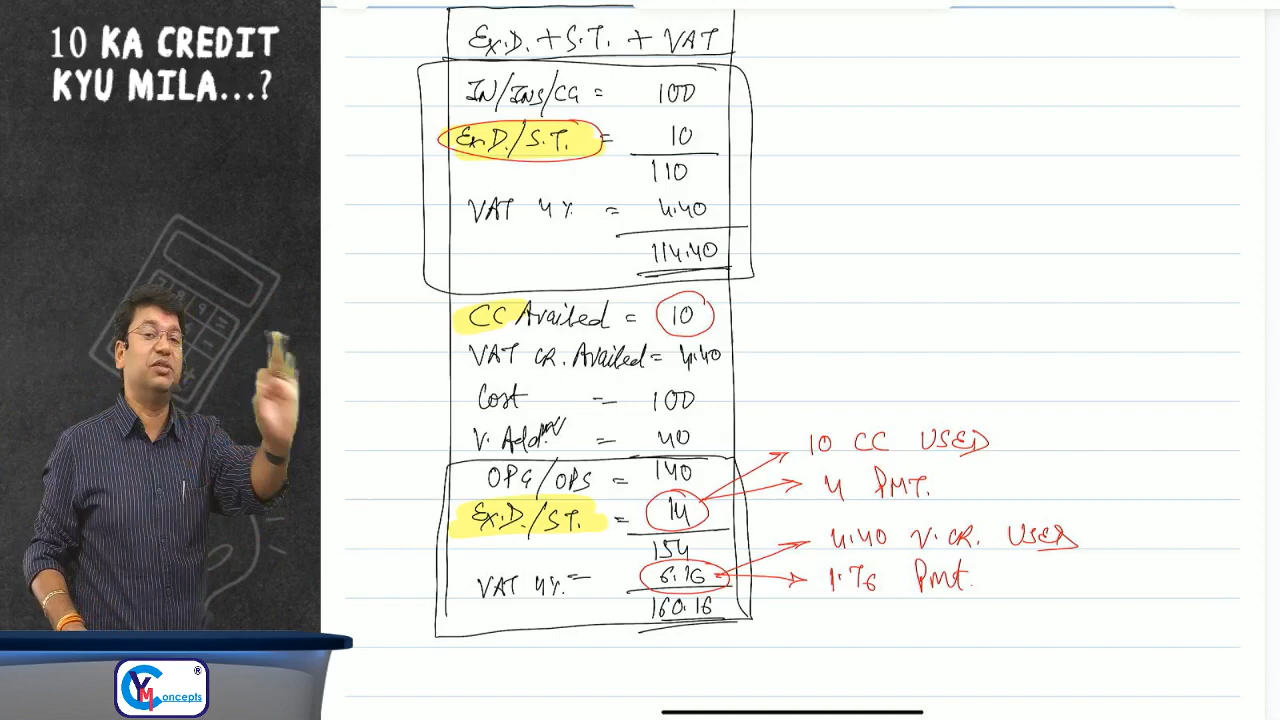 10 KA CREDIT
KYU MILA...?
Ex.D. + S.T. + VAT
IN/INS/CG = 100
Ex.D./S.T. = 10
110
VAT 4% = 4.40
114.40
CC Availed = 10
VAT CR. Availed = 4.40
Cost = 100
V. Addn = 40
OPG/OPS = 140
Ex.D./S.T. = 14
154
VAT 4% = 6.16
160.16
10 CC USED
4 PMT.
4.40 V.CR. USED
1.76 Pmt.
CYM Concepts ®